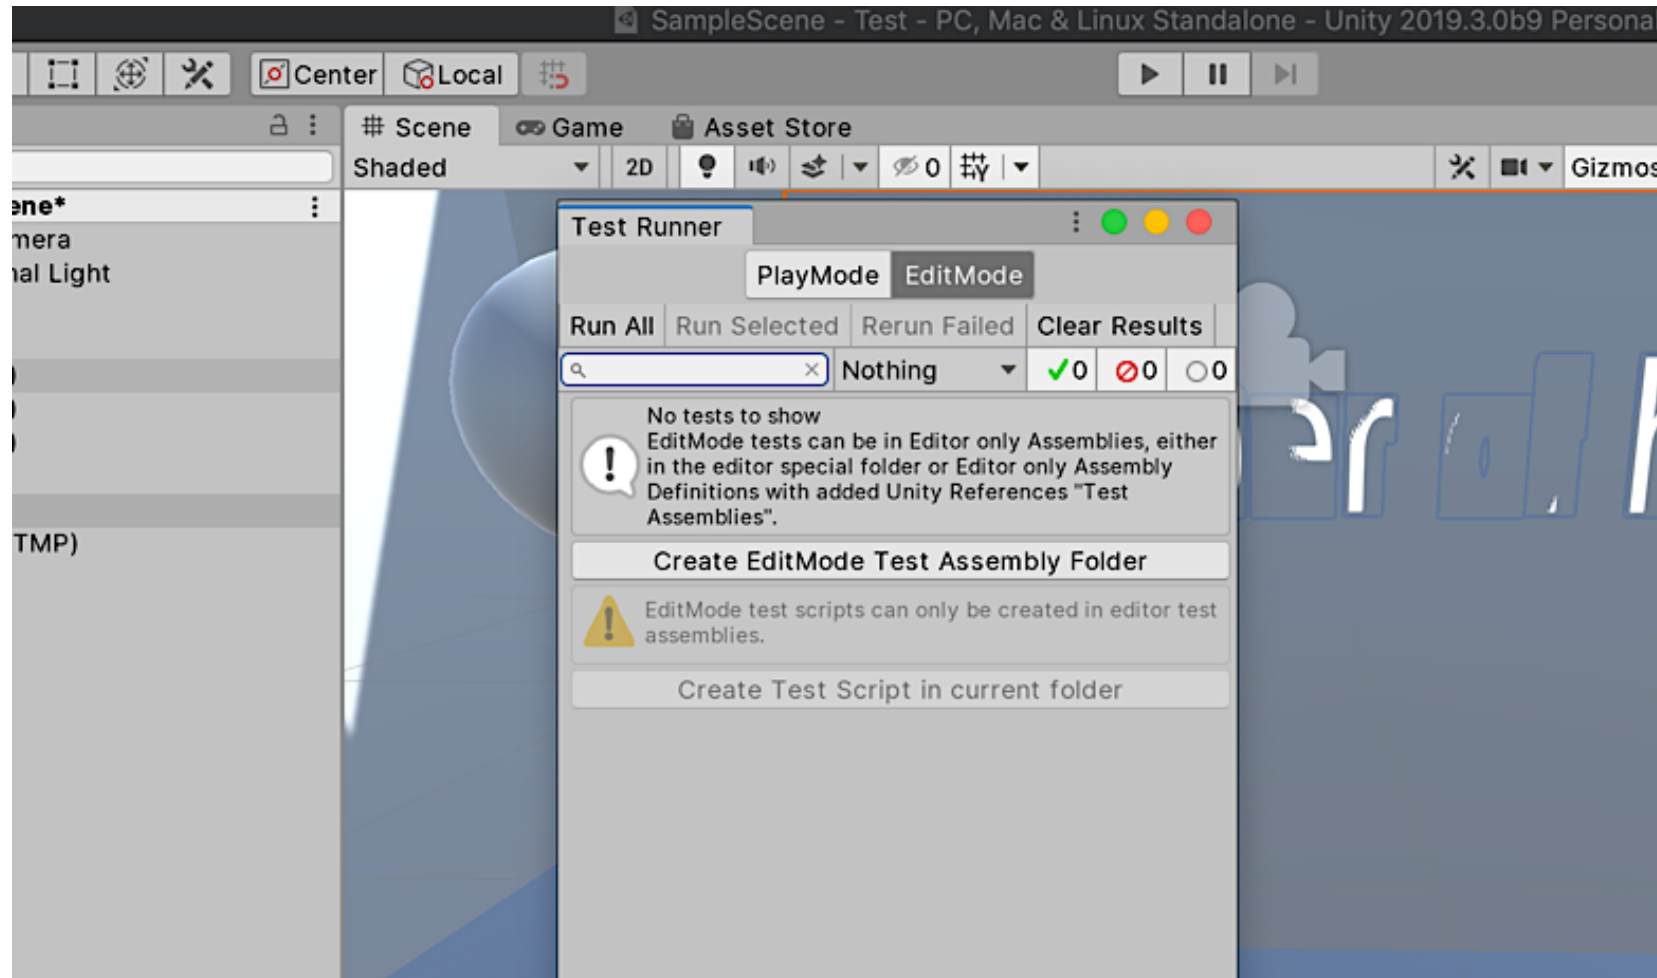 SampleScene - Test - PC, Mac & Linux Standalone - Unity 2019.3.0b9 Personal
Center Local
Scene Game Asset Store
Shaded 2D 0 Gizmos
ene*
mera
nal Light
)
)
)
TMP)
Test Runner
PlayMode EditMode
Run All Run Selected Rerun Failed Clear Results
Nothing 0 0 0
No tests to show
EditMode tests can be in Editor only Assemblies, either
in the editor special folder or Editor only Assembly
Definitions with added Unity References "Test
Assemblies".
Create EditMode Test Assembly Folder
EditMode test scripts can only be created in editor test
assemblies.
Create Test Script in current folder